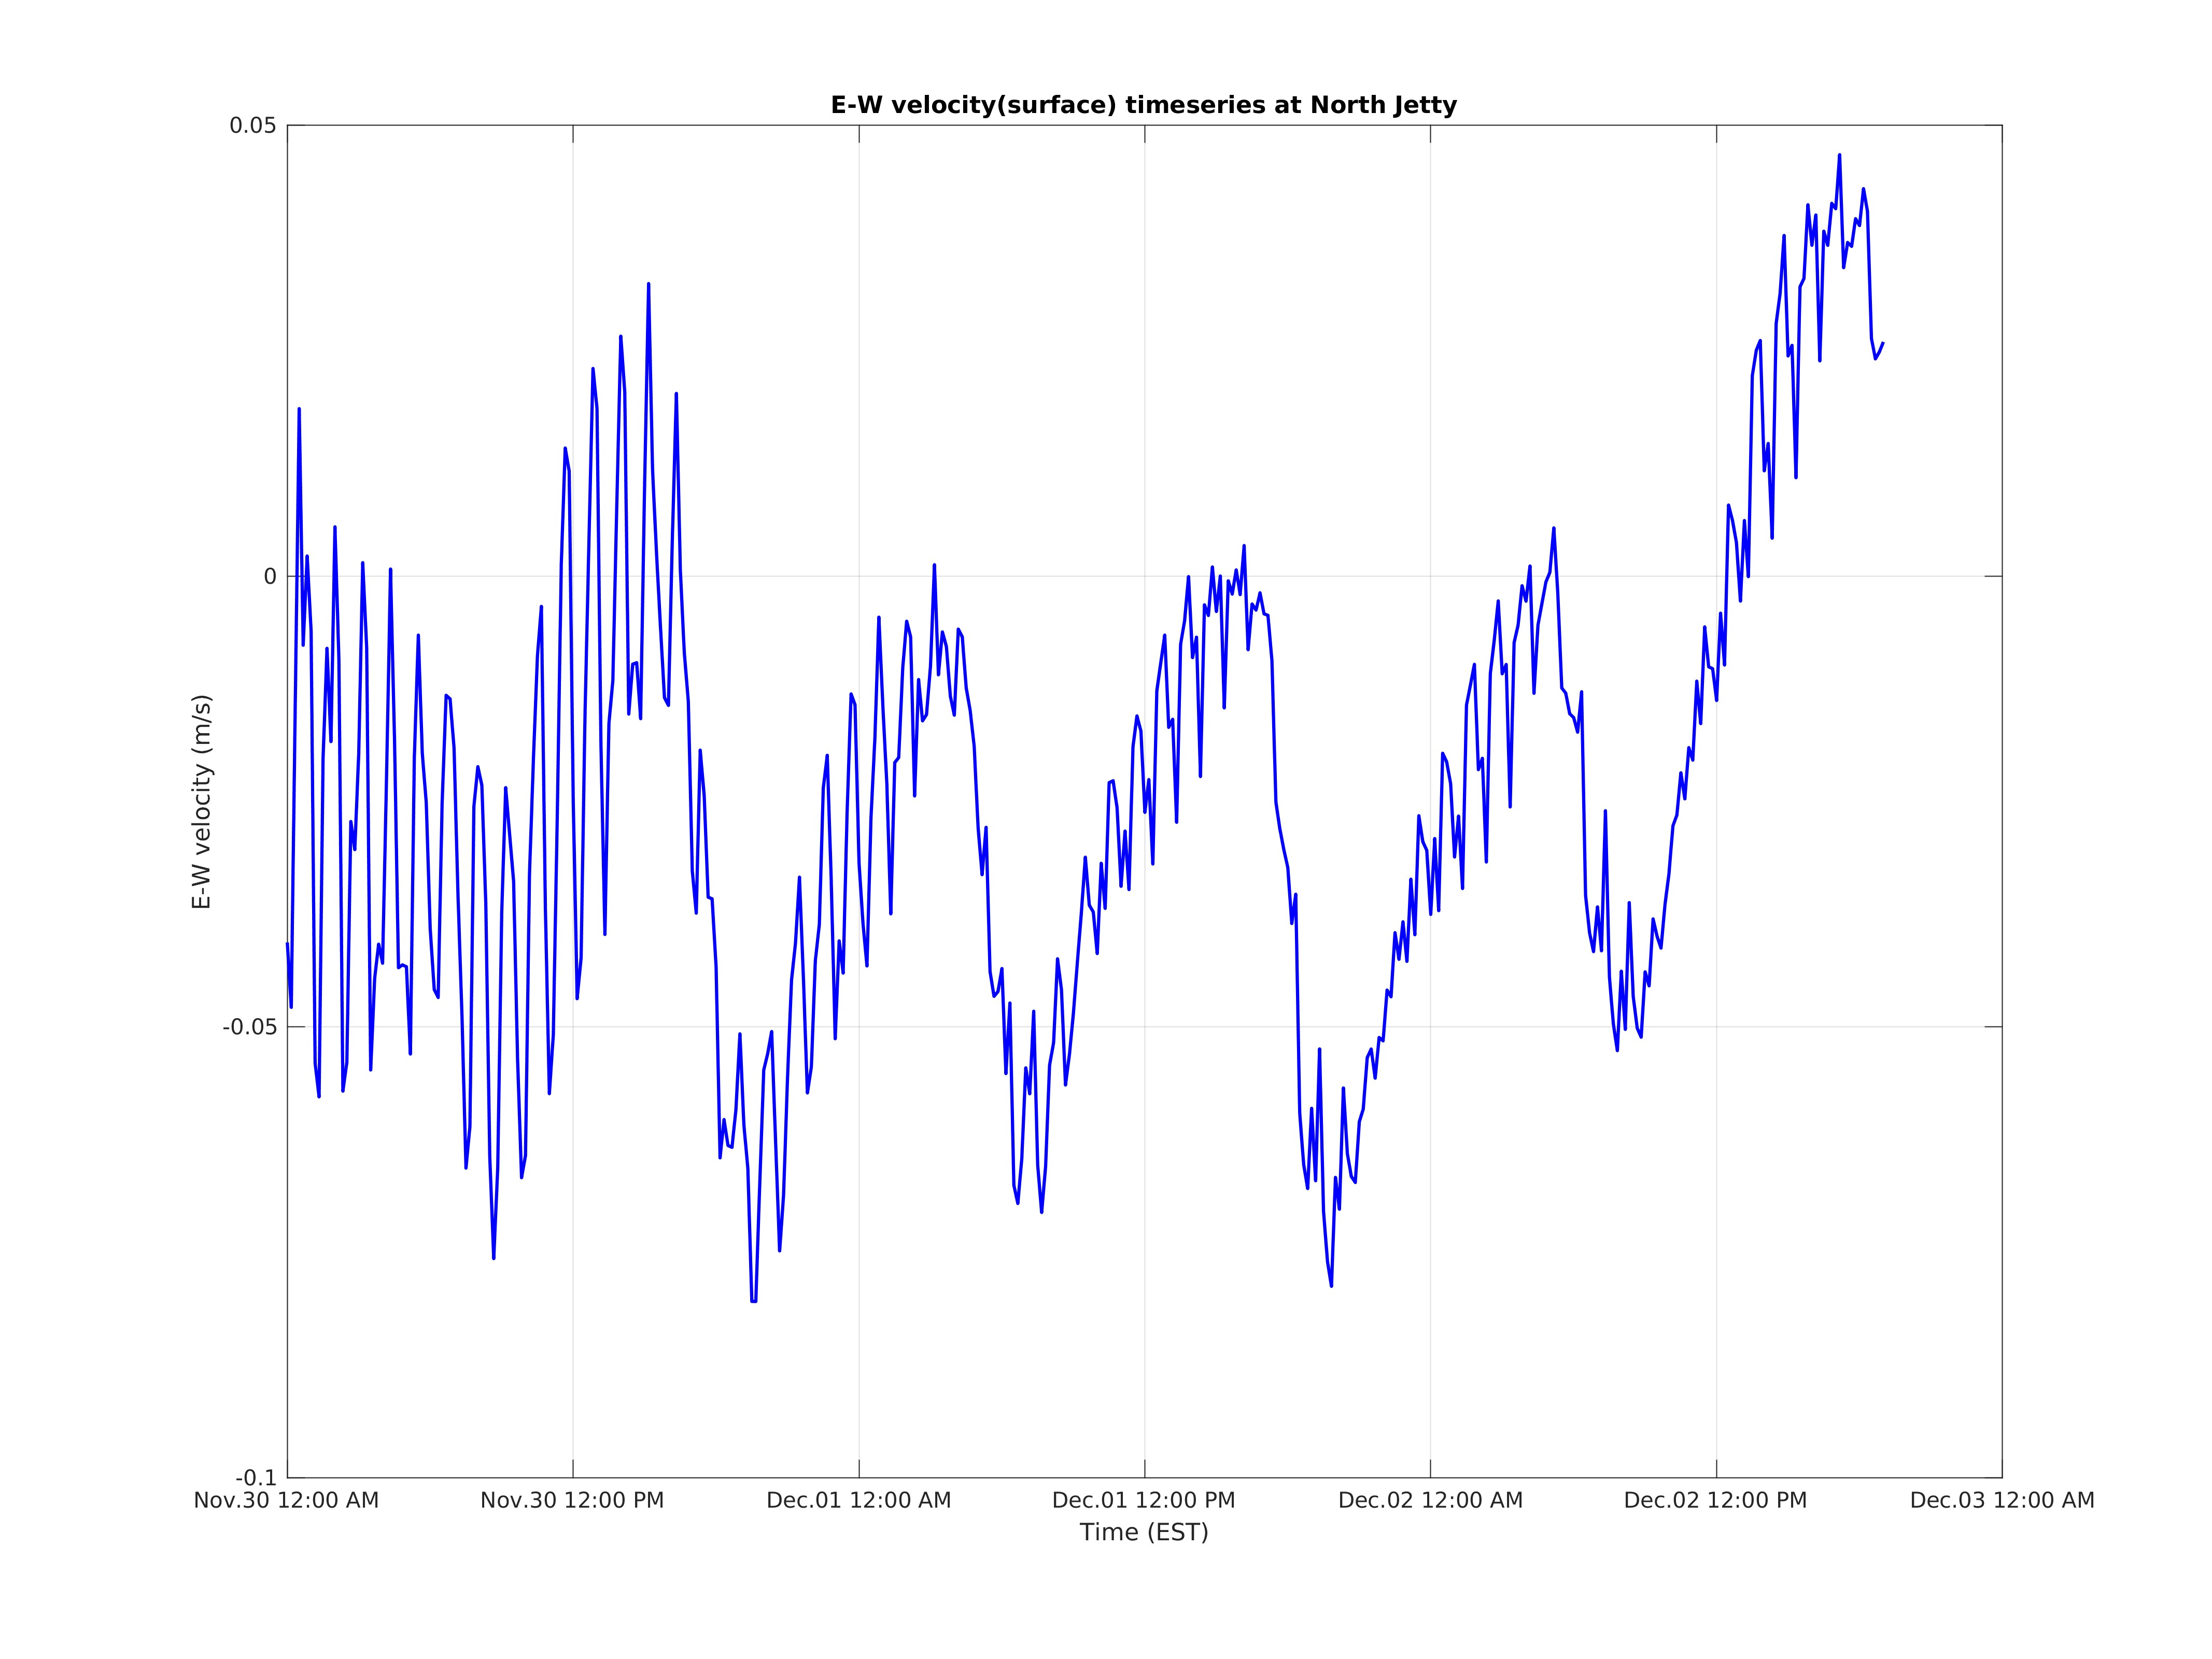 E-W velocity(surface) timeseries at North Jetty
0.05
0
-0.05
-0.1
E-W velocity (m/s)
Nov.30 12:00 AM Nov.30 12:00 PM Dec.01 12:00 AM Dec.01 12:00 PM Dec.02 12:00 AM Dec.02 12:00 PM Dec.03 12:00 AM
Time (EST)